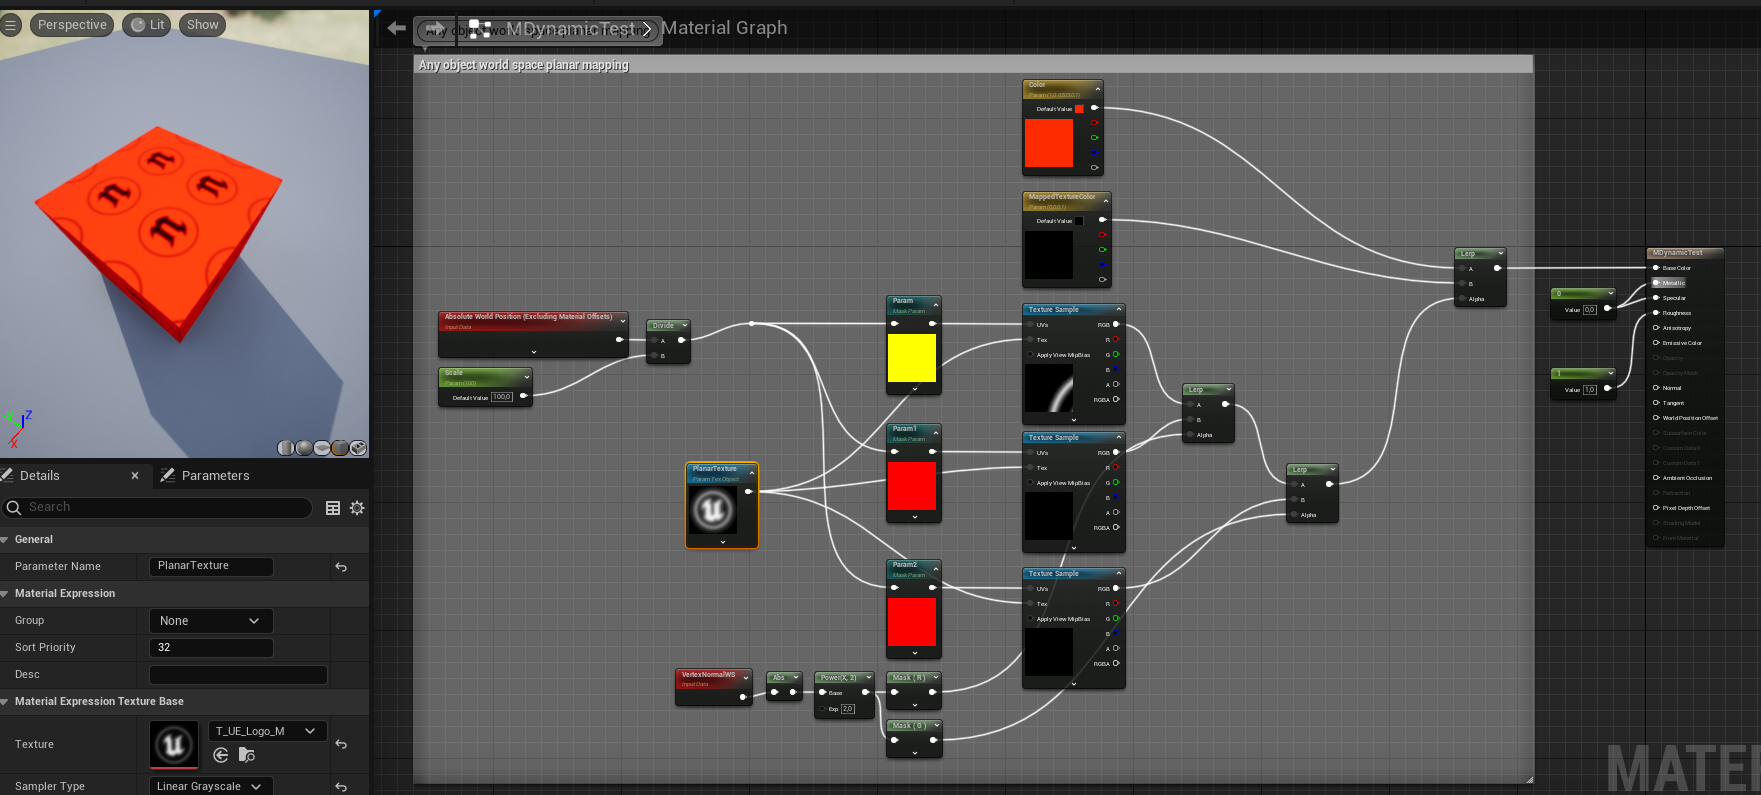 Perspective
Lit
Show
MDynamicTest
Material Graph
Any object world space planar mapping
Color
Default Value
MappedTextureColor
Param (0,0,0,1)
Default Value
Absolute World Position (Excluding Material Offsets)
Input Data
Scale
Param (100)
Default Value 100,0
Divide
A
B
Param
Mask Param
Param1
Mask Param
Param2
Mask Param
PlanarTexture
Param Tex Object
Texture Sample
UVs
Tex
Apply View MipBias
RGB
R
G
B
A
RGBA
Texture Sample
UVs
Tex
Apply View MipBias
RGB
R
G
B
A
RGBA
Texture Sample
UVs
Tex
Apply View MipBias
RGB
R
G
B
A
RGBA
VertexNormalWS
Input Data
Abs
Power(X, 2)
Base
Exp 2,0
Mask ( R )
Mask ( G )
Lerp
A
B
Alpha
Lerp
A
B
Alpha
Lerp
A
B
Alpha
0
Value 0,0
1
Value 1,0
MDynamicTest
Base Color
Metallic
Specular
Roughness
Anisotropy
Emissive Color
Opacity
Opacity Mask
Normal
Tangent
World Position Offset
Subsurface Color
Custom Data 0
Custom Data 1
Ambient Occlusion
Refraction
Pixel Depth Offset
Shading Model
Front Material
MATE
Z
X
Details
Parameters
Search
General
Parameter Name PlanarTexture
Material Expression
Group None
Sort Priority 32
Desc
Material Expression Texture Base
Texture T_UE_Logo_M
Sampler Type Linear Grayscale